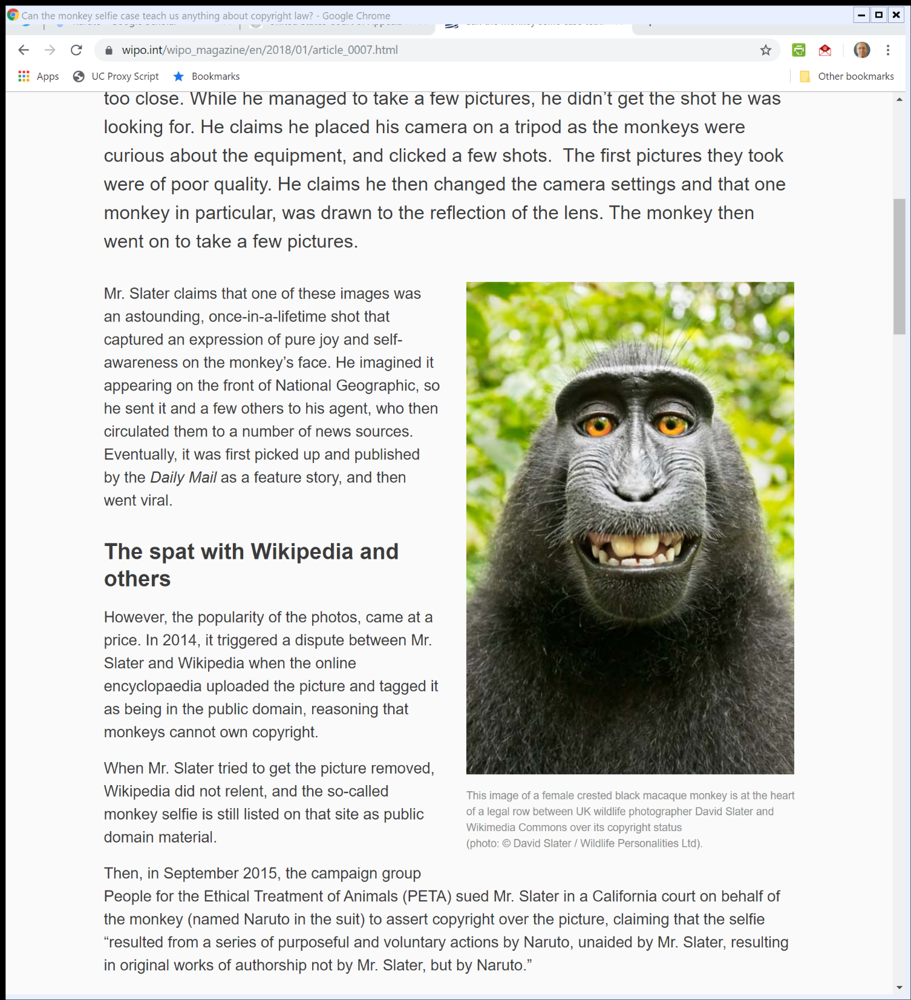 Can the monkey selfie case teach us anything about copyright law? - Google Chrome
wipo.int/wipo_magazine/en/2018/01/article_0007.html
Apps UC Proxy Script Bookmarks Other bookmarks
too close. While he managed to take a few pictures, he didn’t get the shot he was
looking for. He claims he placed his camera on a tripod as the monkeys were
curious about the equipment, and clicked a few shots.  The first pictures they took
were of poor quality. He claims he then changed the camera settings and that one
monkey in particular, was drawn to the reflection of the lens. The monkey then
went on to take a few pictures.
Mr. Slater claims that one of these images was
an astounding, once-in-a-lifetime shot that
captured an expression of pure joy and self-
awareness on the monkey’s face. He imagined it
appearing on the front of National Geographic, so
he sent it and a few others to his agent, who then
circulated them to a number of news sources.
Eventually, it was first picked up and published
by the Daily Mail as a feature story, and then
went viral.
The spat with Wikipedia and
others
However, the popularity of the photos, came at a
price. In 2014, it triggered a dispute between Mr.
Slater and Wikipedia when the online
encyclopaedia uploaded the picture and tagged it
as being in the public domain, reasoning that
monkeys cannot own copyright.
When Mr. Slater tried to get the picture removed,
Wikipedia did not relent, and the so-called
monkey selfie is still listed on that site as public
domain material.
This image of a female crested black macaque monkey is at the heart
of a legal row between UK wildlife photographer David Slater and
Wikimedia Commons over its copyright status
(photo: © David Slater / Wildlife Personalities Ltd).
Then, in September 2015, the campaign group
People for the Ethical Treatment of Animals (PETA) sued Mr. Slater in a California court on behalf of
the monkey (named Naruto in the suit) to assert copyright over the picture, claiming that the selfie
“resulted from a series of purposeful and voluntary actions by Naruto, unaided by Mr. Slater, resulting
in original works of authorship not by Mr. Slater, but by Naruto.”